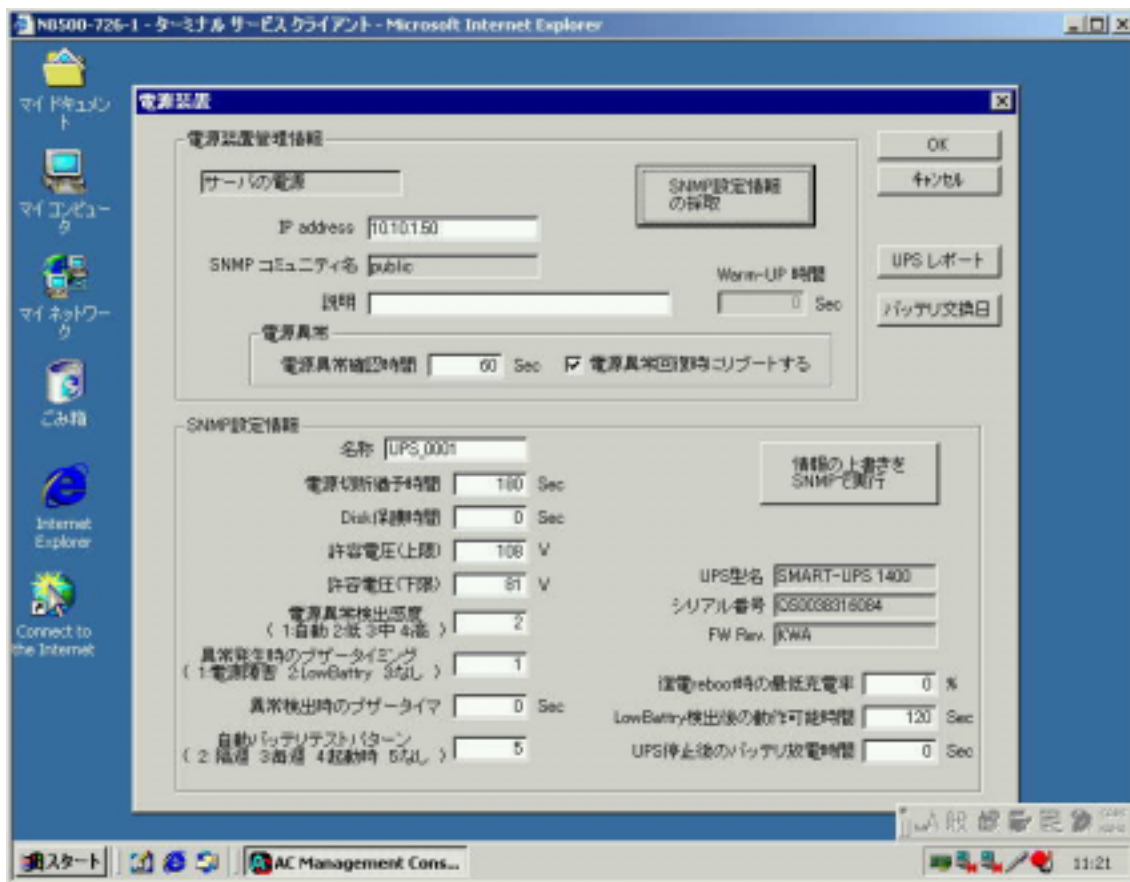 N8500-726-1 - ターミナル サービス クライアント - Microsoft Internet Explorer
マイ ドキュメント
マイ コンピュータ
マイ ネットワーク
ごみ箱
Internet Explorer
Connect to the Internet
電源装置
電源装置管理情報
サーバの電源
SNMP設定情報
の採取
OK
キャンセル
IP address 10.10.1.50
SNMP コミュニティ名 public
Warm-UP 時間
説明
0 Sec
UPS レポート
バッテリ交換日
電源異常
電源異常確認時間 60 Sec 電源異常回復時にリブートする
SNMP設定情報
名称 UPS_0001
情報の上書きを
SNMPで実行
電源切断猶予時間 180 Sec
Disk保護時間 0 Sec
許容電圧(上限) 108 V
許容電圧(下限) 81 V
電源異常検出感度
( 1:自動 2:低 3:中 4:高 ) 2
異常発生時のブザータイミング
( 1:電源障害 2:LowBattry 3:なし ) 1
異常検出時のブザータイマ 0 Sec
自動バッテリテストパターン
( 2:隔週 3:毎週 4:起動時 5:なし ) 5
UPS型名 SMART-UPS 1400
シリアル番号 QS0038316084
FW Rev. KWA
復電reboot時の最低充電率 0 %
LowBattry検出後の動作可能時間 120 Sec
UPS停止後のバッテリ放電時間 0 Sec
A 般
スタート
AC Management Cons...
11:21